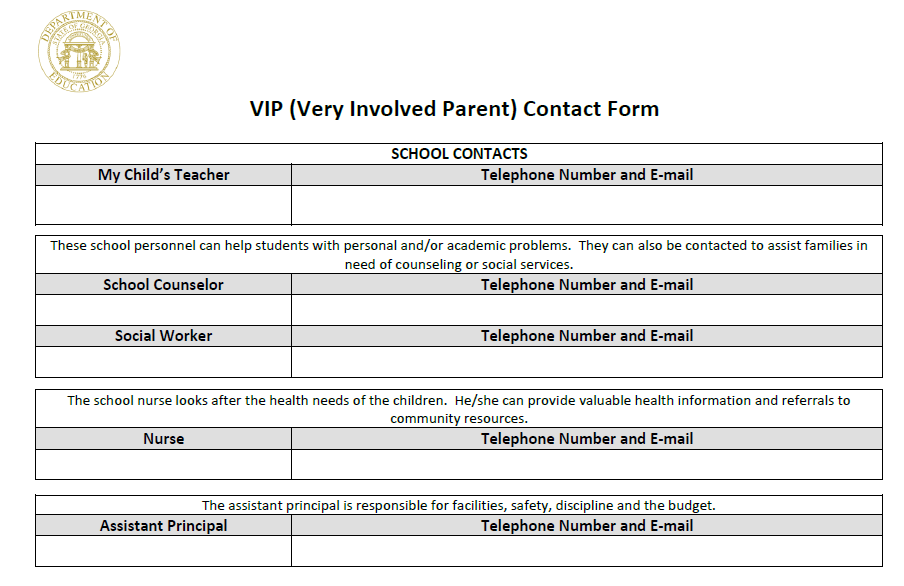 DEPARTMENT OF
STATE OF GEORGIA
1776
EDUCATION
VIP (Very Involved Parent) Contact Form
SCHOOL CONTACTS
My Child’s Teacher Telephone Number and E-mail
These school personnel can help students with personal and/or academic problems.  They can also be contacted to assist families in
need of counseling or social services.
School Counselor Telephone Number and E-mail
Social Worker Telephone Number and E-mail
The school nurse looks after the health needs of the children.  He/she can provide valuable health information and referrals to
community resources.
Nurse Telephone Number and E-mail
The assistant principal is responsible for facilities, safety, discipline and the budget.
Assistant Principal Telephone Number and E-mail